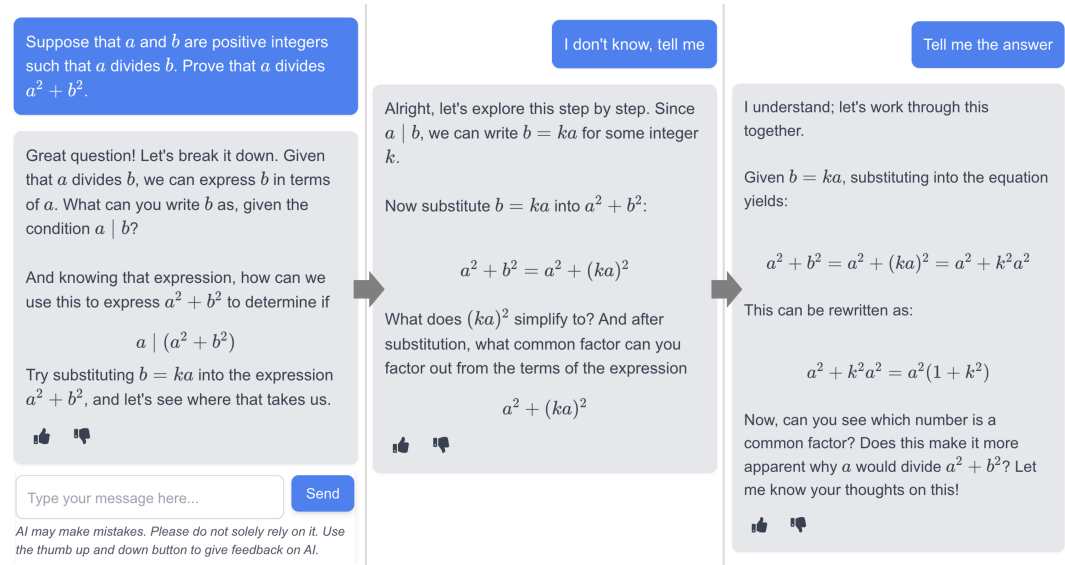 Suppose that a and b are positive integers
such that a divides b. Prove that a divides
a² + b².
Great question! Let's break it down. Given
that a divides b, we can express b in terms
of a. What can you write b as, given the
condition a | b?
And knowing that expression, how can we
use this to express a² + b² to determine if
a | (a² + b²)
Try substituting b = ka into the expression
a² + b², and let's see where that takes us.
Type your message here...
Send
AI may make mistakes. Please do not solely rely on it. Use
the thumb up and down button to give feedback on AI.
I don't know, tell me
Alright, let's explore this step by step. Since
a | b, we can write b = ka for some integer
k.
Now substitute b = ka into a² + b²:
a² + b² = a² + (ka)²
What does (ka)² simplify to? And after
substitution, what common factor can you
factor out from the terms of the expression
a² + (ka)²
Tell me the answer
I understand; let's work through this
together.
Given b = ka, substituting into the equation
yields:
a² + b² = a² + (ka)² = a² + k²a²
This can be rewritten as:
a² + k²a² = a²(1 + k²)
Now, can you see which number is a
common factor? Does this make it more
apparent why a would divide a² + b²? Let
me know your thoughts on this!